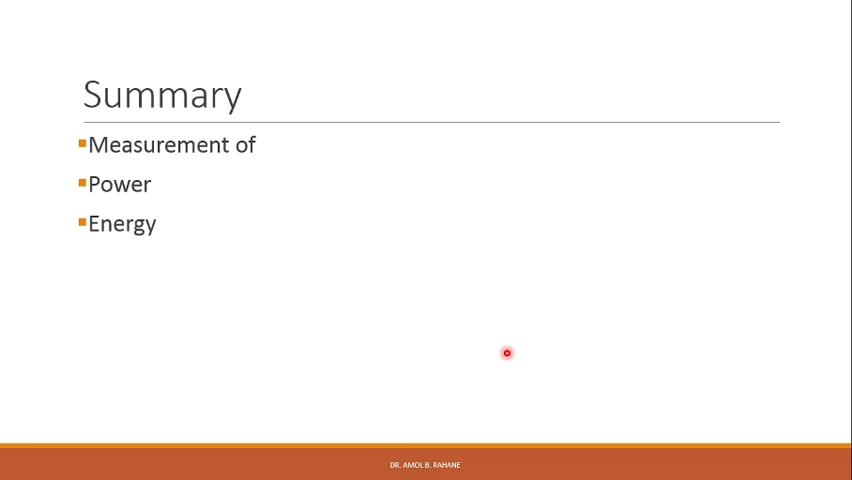 Summary
Measurement of
Power
Energy
DR. AMOL B. RAHANE